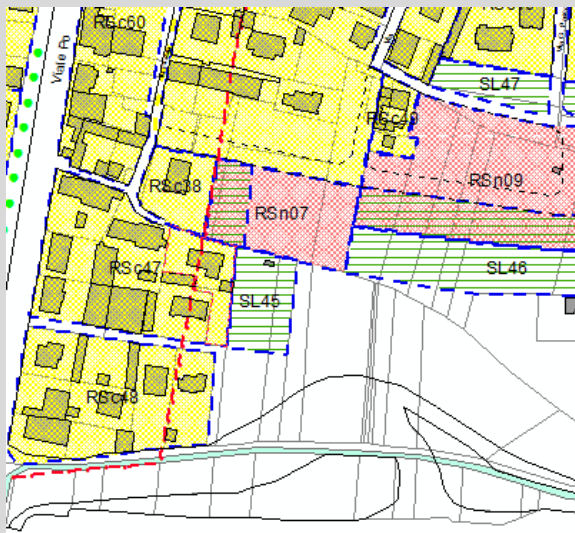 RSc60
Viale Po
SL47
RSc49
RSn09
RSc38
RSn07
RSc47
SL46
SL45
RSc48